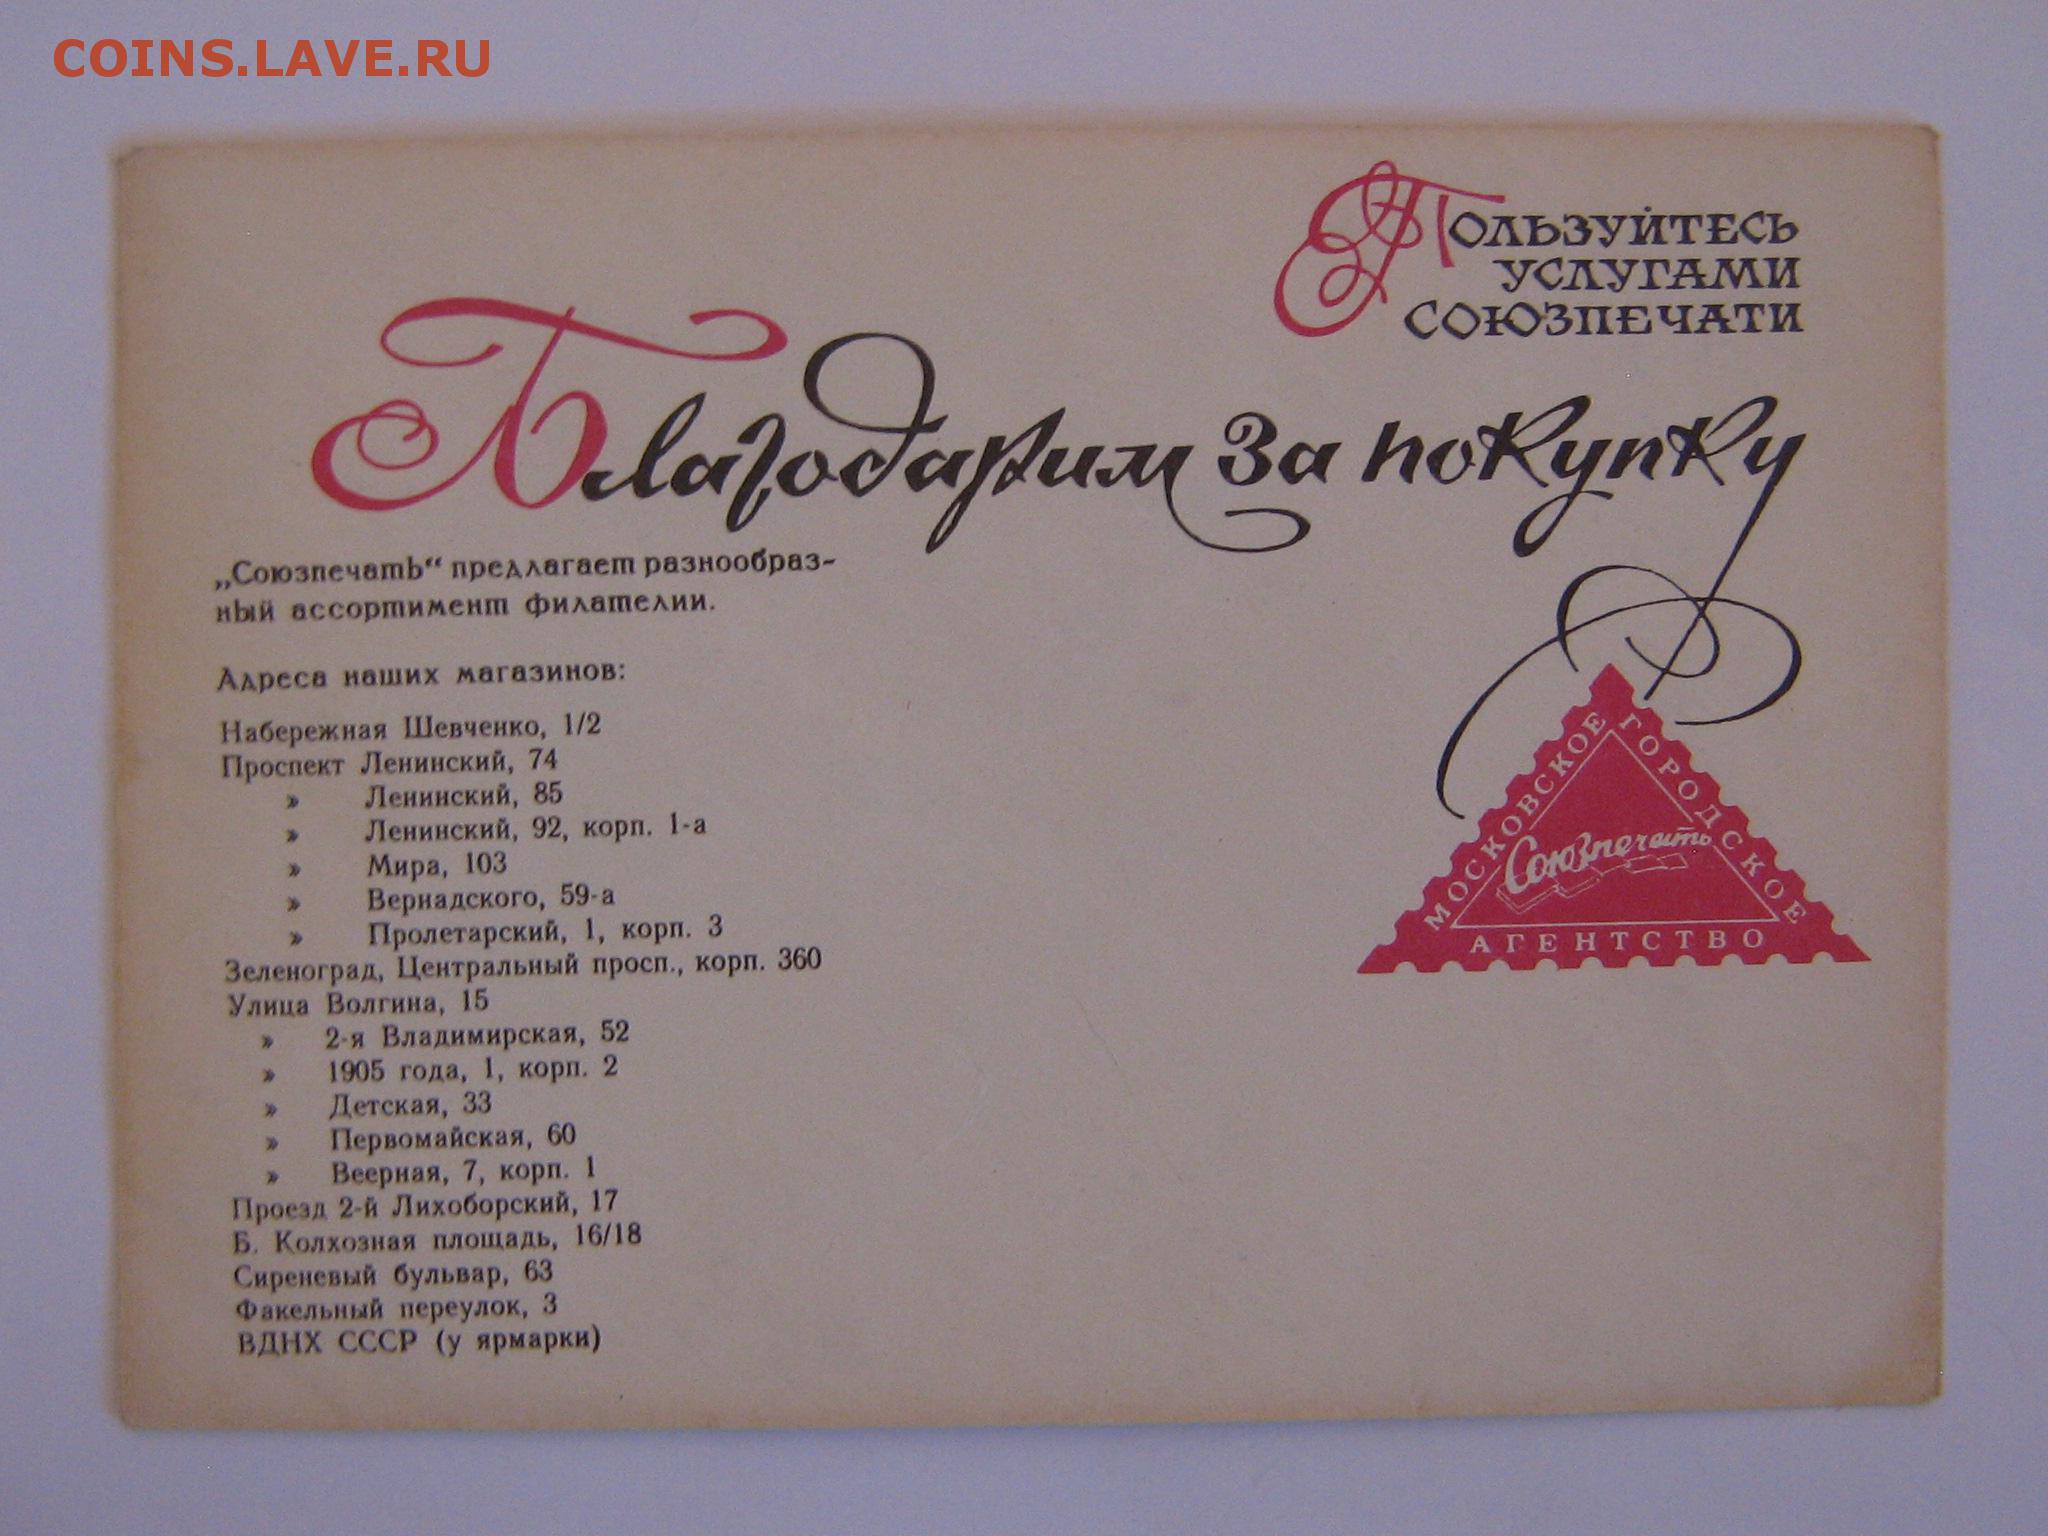 COINS.LAVE.RU
Пользуйтесь
услугами
Союзпечати
Благодарим за покупку
„Союзпечать“ предлагает разнообраз-
ный ассортимент филателии.
Адреса наших магазинов:
Набережная Шевченко, 1/2
Проспект Ленинский, 74
» Ленинский, 85
» Ленинский, 92, корп. 1-а
» Мира, 103
» Вернадского, 59-а
» Пролетарский, 1, корп. 3
Зеленоград, Центральный просп., корп. 360
Улица Волгина, 15
» 2-я Владимирская, 52
» 1905 года, 1, корп. 2
» Детская, 33
» Первомайская, 60
» Веерная, 7, корп. 1
Проезд 2-й Лихоборский, 17
Б. Колхозная площадь, 16/18
Сиреневый бульвар, 63
Факельный переулок, 3
ВДНХ СССР (у ярмарки)
МОСКОВСКОЕ ГОРОДСКОЕ
Союзпечать
АГЕНТСТВО